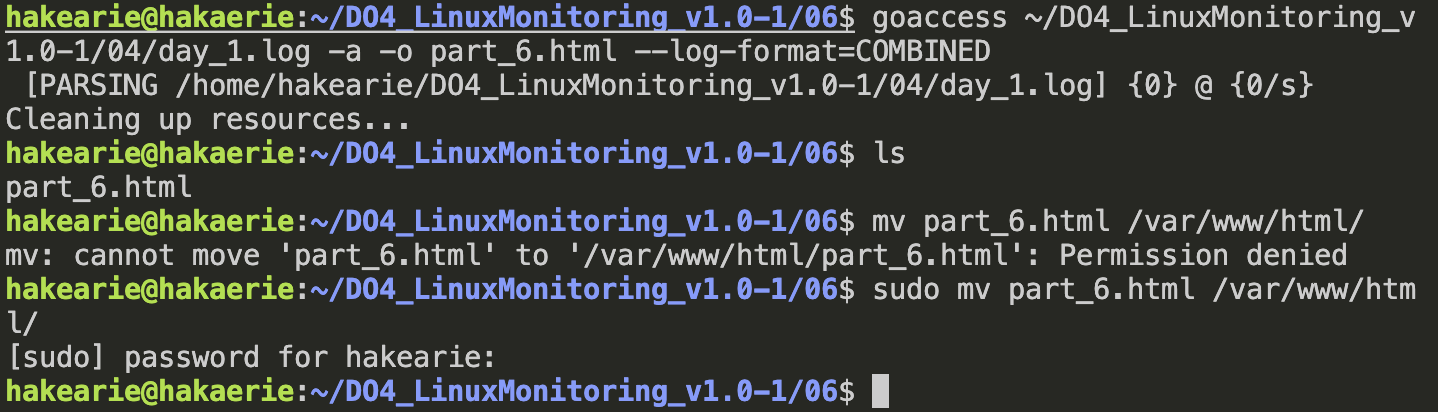 hakearie@hakaerie:~/DO4_LinuxMonitoring_v1.0-1/06$ goaccess ~/DO4_LinuxMonitoring_v
1.0-1/04/day_1.log -a -o part_6.html --log-format=COMBINED
 [PARSING /home/hakearie/DO4_LinuxMonitoring_v1.0-1/04/day_1.log] {0} @ {0/s}
Cleaning up resources...
hakearie@hakaerie:~/DO4_LinuxMonitoring_v1.0-1/06$ ls
part_6.html
hakearie@hakaerie:~/DO4_LinuxMonitoring_v1.0-1/06$ mv part_6.html /var/www/html/
mv: cannot move 'part_6.html' to '/var/www/html/part_6.html': Permission denied
hakearie@hakaerie:~/DO4_LinuxMonitoring_v1.0-1/06$ sudo mv part_6.html /var/www/htm
l/
[sudo] password for hakearie:
hakearie@hakaerie:~/DO4_LinuxMonitoring_v1.0-1/06$